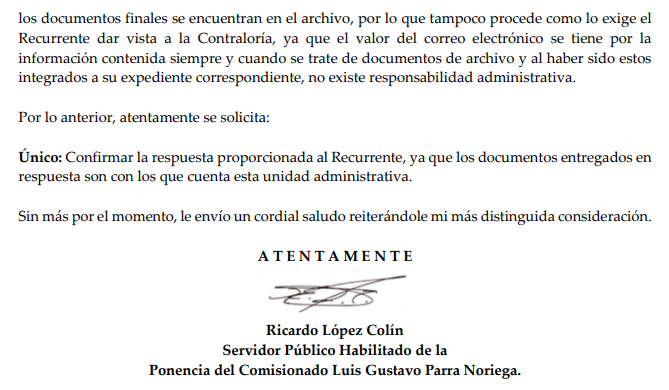 los documentos finales se encuentran en el archivo, por lo que tampoco procede como lo exige el
Recurrente dar vista a la Contraloría, ya que el valor del correo electrónico se tiene por la
información contenida siempre y cuando se trate de documentos de archivo y al haber sido estos
integrados a su expediente correspondiente, no existe responsabilidad administrativa.
Por lo anterior, atentamente se solicita:
Único: Confirmar la respuesta proporcionada al Recurrente, ya que los documentos entregados en
respuesta son con los que cuenta esta unidad administrativa.
Sin más por el momento, le envío un cordial saludo reiterándole mi más distinguida consideración.
A T E N T A M E N T E
Ricardo López Colín
Servidor Público Habilitado de la
Ponencia del Comisionado Luis Gustavo Parra Noriega.